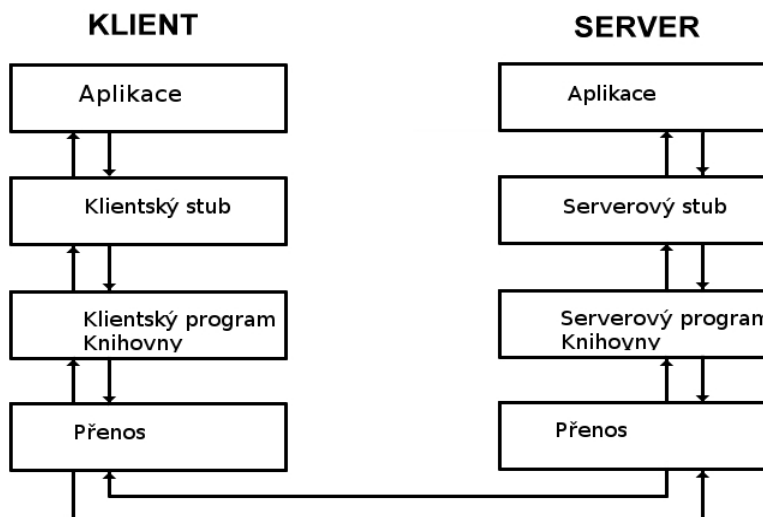 KLIENT
Aplikace
Klientský stub
Klientský program
Knihovny
Přenos
SERVER
Aplikace
Serverový stub
Serverový program
Knihovny
Přenos